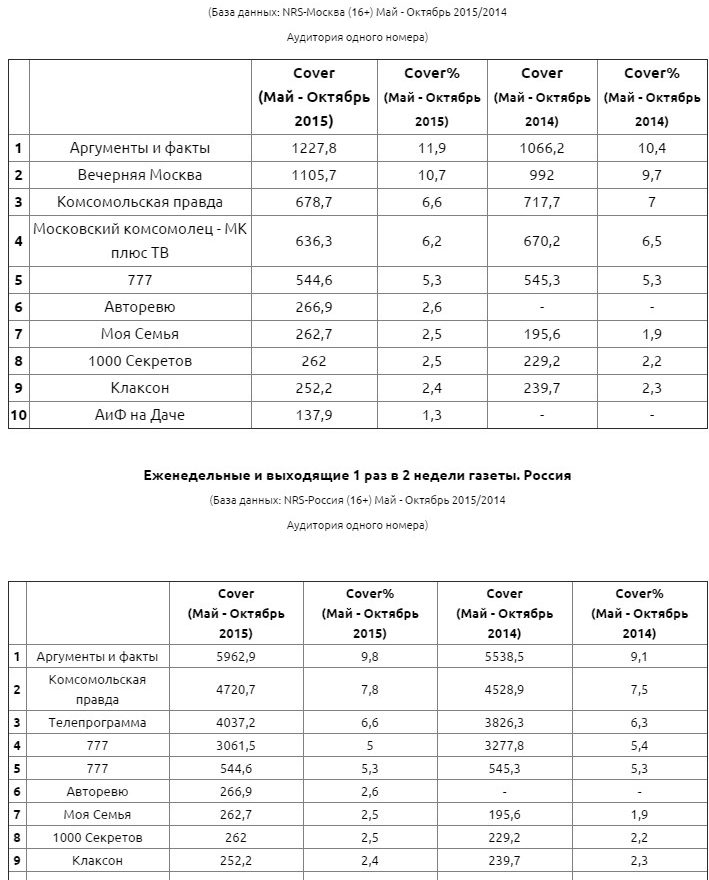 (База данных: NRS-Москва (16+) Май - Октябрь 2015/2014
Аудитория одного номера)
Cover Cover% Cover Cover%
(Май - Октябрь (Май - Октябрь (Май - Октябрь (Май - Октябрь
2015) 2015) 2014) 2014)
1 Аргументы и факты 1227,8 11,9 1066,2 10,4
2 Вечерняя Москва 1105,7 10,7 992 9,7
3 Комсомольская правда 678,7 6,6 717,7 7
4 Московский комсомолец - МК
плюс ТВ 636,3 6,2 670,2 6,5
5 777 544,6 5,3 545,3 5,3
6 Авторевю 266,9 2,6 - -
7 Моя Семья 262,7 2,5 195,6 1,9
8 1000 Секретов 262 2,5 229,2 2,2
9 Клаксон 252,2 2,4 239,7 2,3
10 АиФ на Даче 137,9 1,3 - -
Еженедельные и выходящие 1 раз в 2 недели газеты. Россия
(База данных: NRS-Россия (16+) Май - Октябрь 2015/2014
Аудитория одного номера)
Cover Cover% Cover Cover%
(Май - Октябрь (Май - Октябрь (Май - Октябрь (Май - Октябрь
2015) 2015) 2014) 2014)
1 Аргументы и факты 5962,9 9,8 5538,5 9,1
2 Комсомольская
правда 4720,7 7,8 4528,9 7,5
3 Телепрограмма 4037,2 6,6 3826,3 6,3
4 777 3061,5 5 3277,8 5,4
5 777 544,6 5,3 545,3 5,3
6 Авторевю 266,9 2,6 - -
7 Моя Семья 262,7 2,5 195,6 1,9
8 1000 Секретов 262 2,5 229,2 2,2
9 Клаксон 252,2 2,4 239,7 2,3